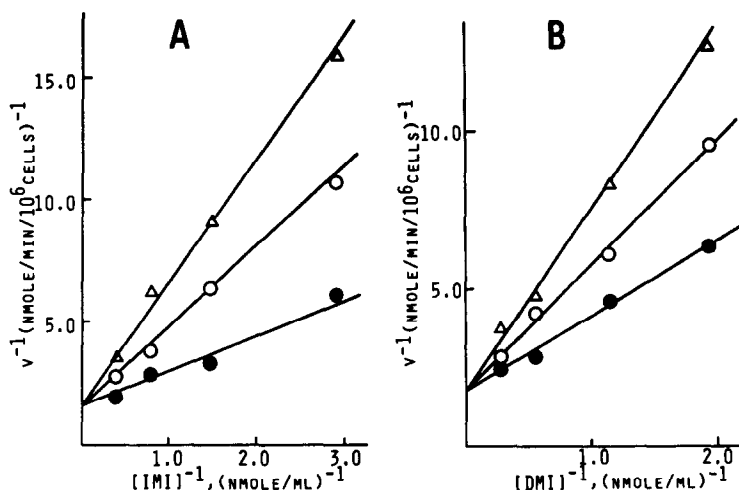 A
15.0
10.0
5.0
V⁻¹(NMOLE/MIN/10⁶CELLS)⁻¹
1.0 2.0 3.0
[IMI]⁻¹,(NMOLE/ML)⁻¹
B
10.0
5.0
V⁻¹(NMOLE/MIN/10⁶CELLS)⁻¹
1.0 2.0
[DMI]⁻¹,(NMOLE/ML)⁻¹